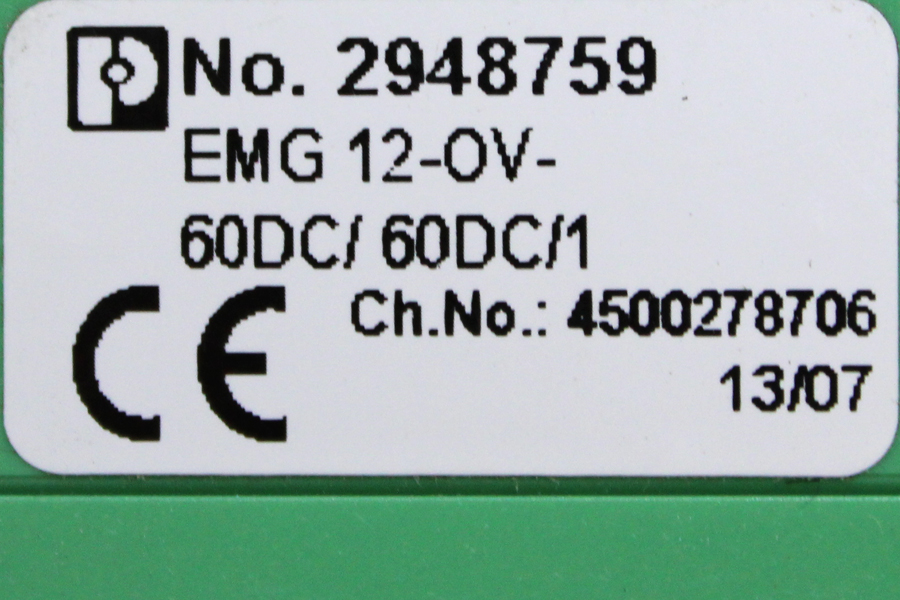 No. 2948759
EMG 12-OV-
60DC/ 60DC/1
CE
Ch.No.: 4500278706
13/07